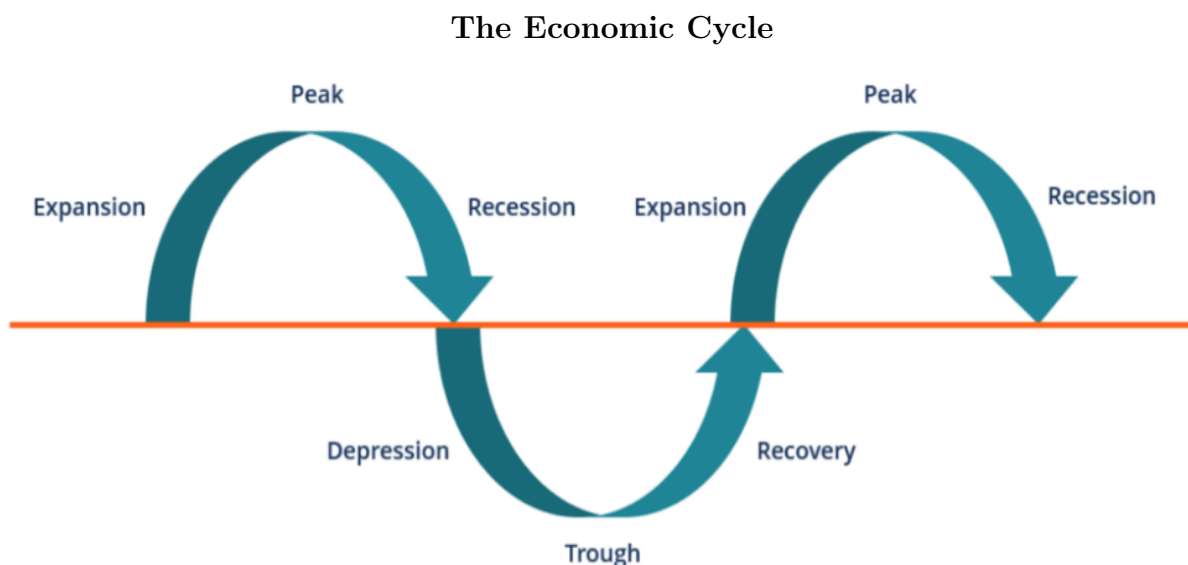 The Economic Cycle
Peak
Peak
Expansion
Recession
Expansion
Recession
Depression
Recovery
Trough